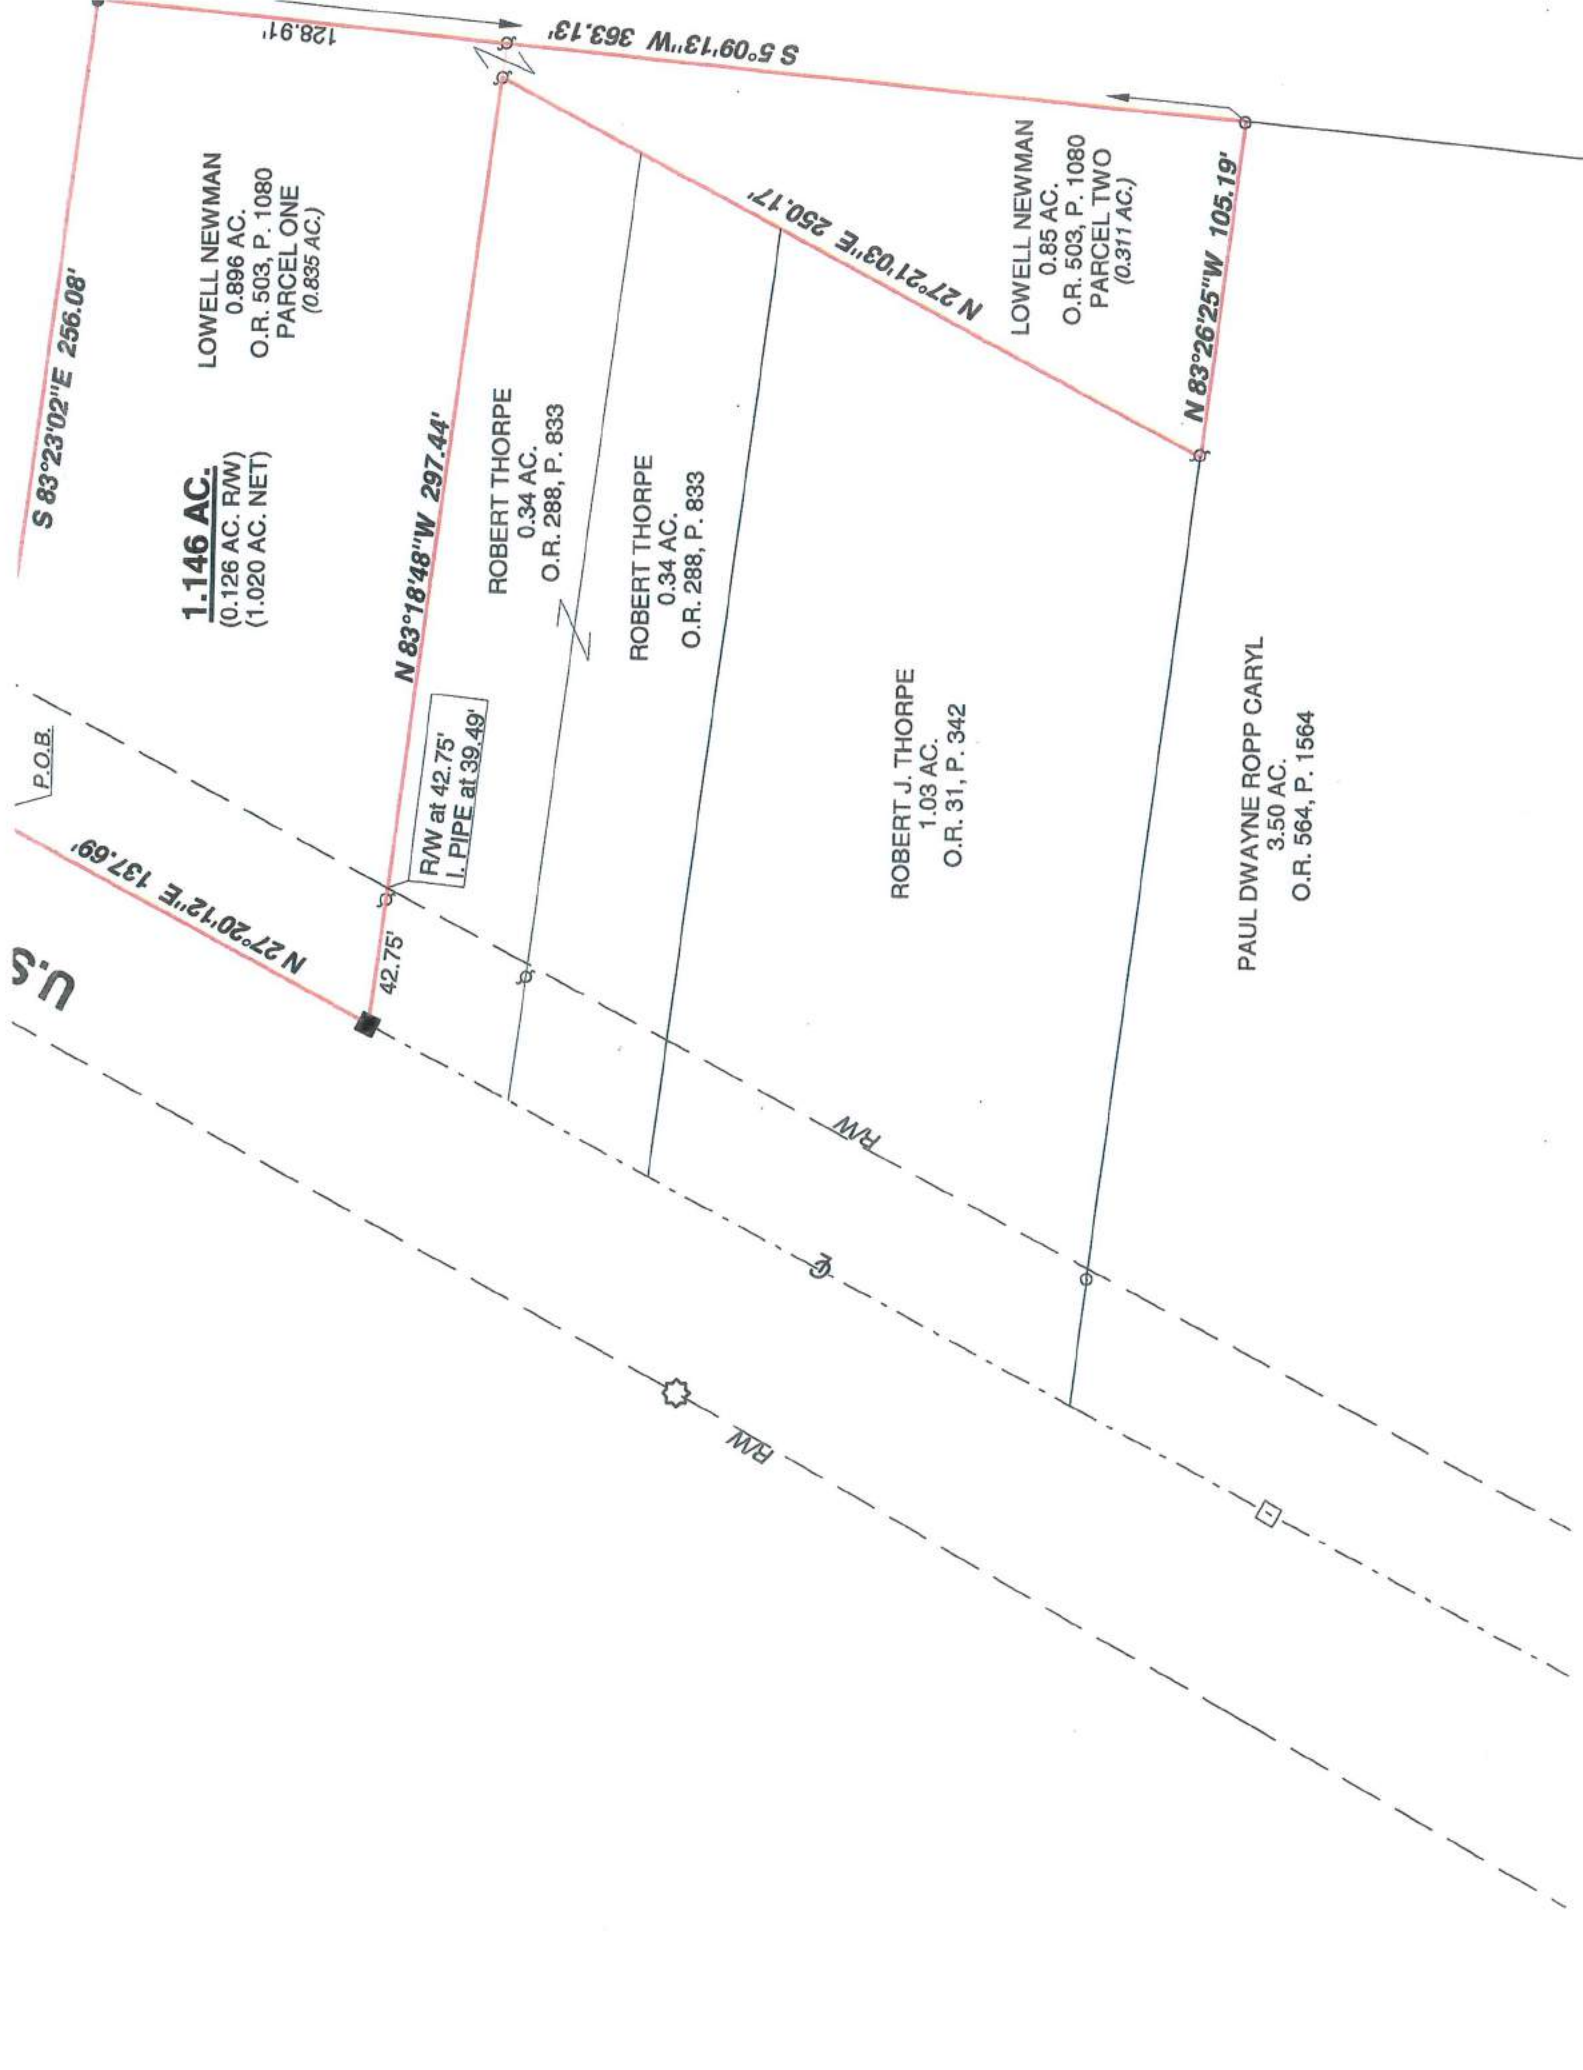 128.91'
S 5°09'13"W 363.13'
S 83°23'02"E 256.08'
LOWELL NEWMAN
0.896 AC.
O.R. 503, P. 1080
PARCEL ONE
(0.835 AC.)
1.146 AC.
(0.126 AC. R/W)
(1.020 AC. NET)
P.O.B.
N 27°20'12"E 137.69'
U.S
N 83°18'48"W 297.44'
R/W at 42.75'
I. PIPE at 39.49'
42.75'
ROBERT THORPE
0.34 AC.
O.R. 288, P. 833
ROBERT THORPE
0.34 AC.
O.R. 288, P. 833
N 27°21'03"E 250.17'
LOWELL NEWMAN
0.85 AC.
O.R. 503, P. 1080
PARCEL TWO
(0.311 AC.)
N 83°26'25"W 105.19'
ROBERT J. THORPE
1.03 AC.
O.R. 31, P. 342
PAUL DWAYNE ROPP CARYL
3.50 AC.
O.R. 564, P. 1564
R/W
℄
R/W